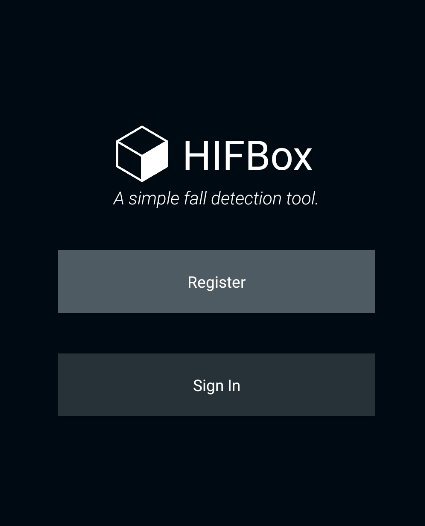 HIFBox
A simple fall detection tool.
Register
Sign In